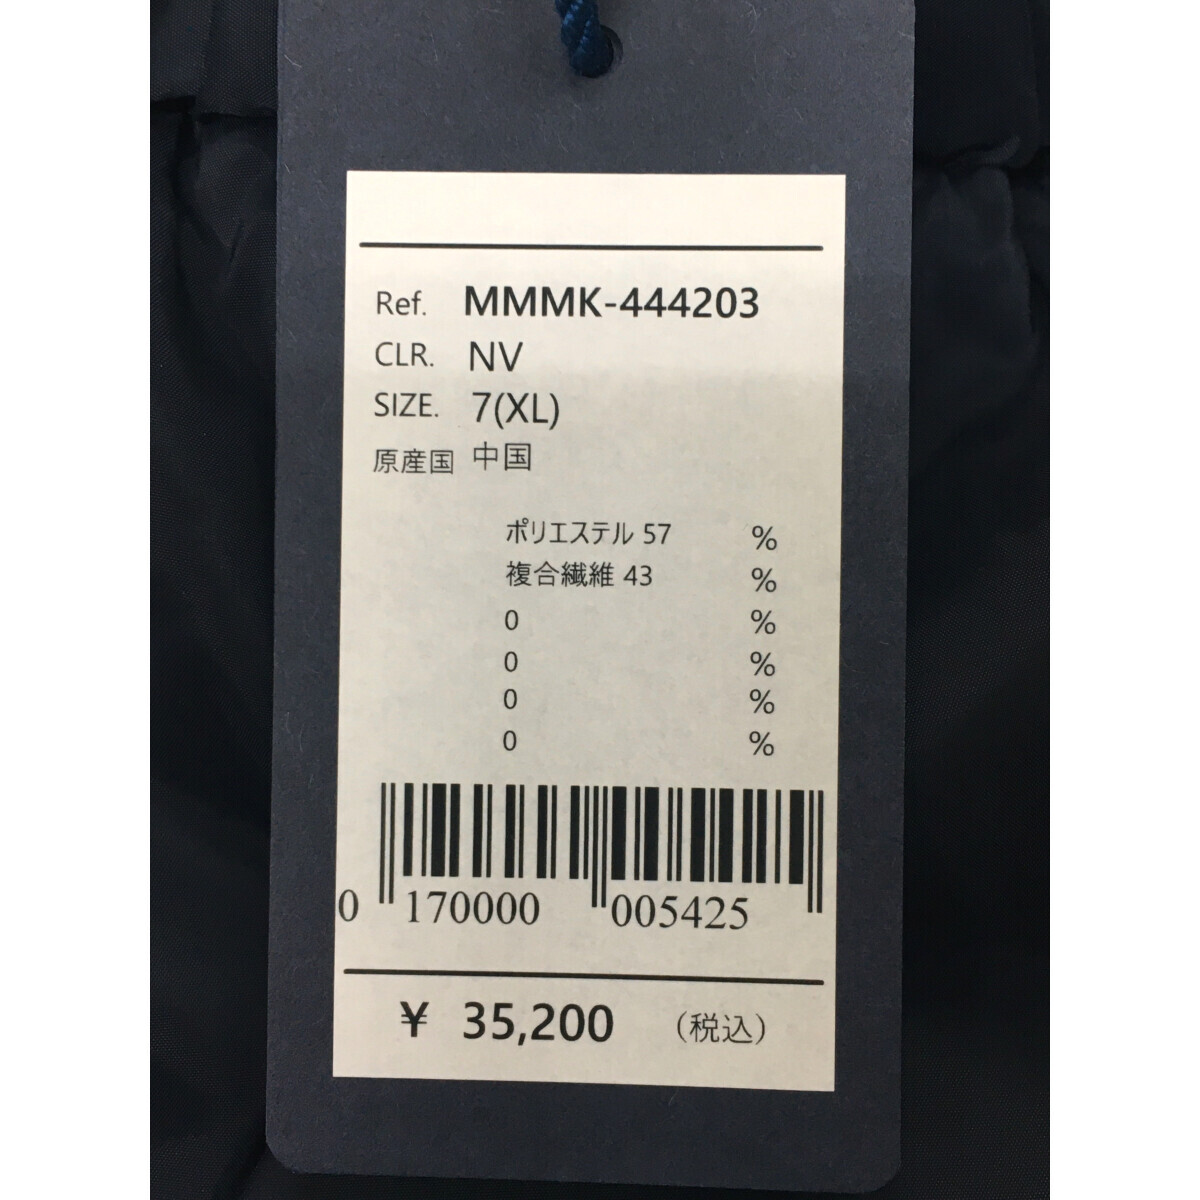 Ref. MMMK-444203
CLR. NV
SIZE. 7(XL)
原産国 中国
ポリエステル 57 %
複合繊維 43 %
0 %
0 %
0 %
0 %
0 170000 005425
¥ 35,200 (税込)